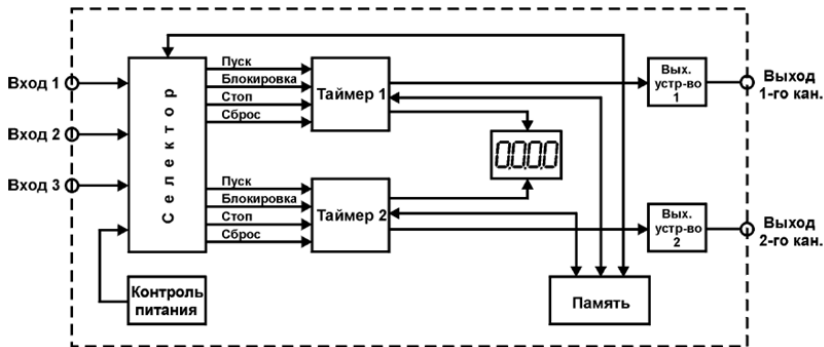 Вход 1
Вход 2
Вход 3
Селектор
Пуск
Блокировка
Стоп
Сброс
Таймер 1
Пуск
Блокировка
Стоп
Сброс
Таймер 2
0.0.0.0
Вых.
устр-во
1
Выход
1-го кан.
Вых.
устр-во
2
Выход
2-го кан.
Контроль
питания
Память